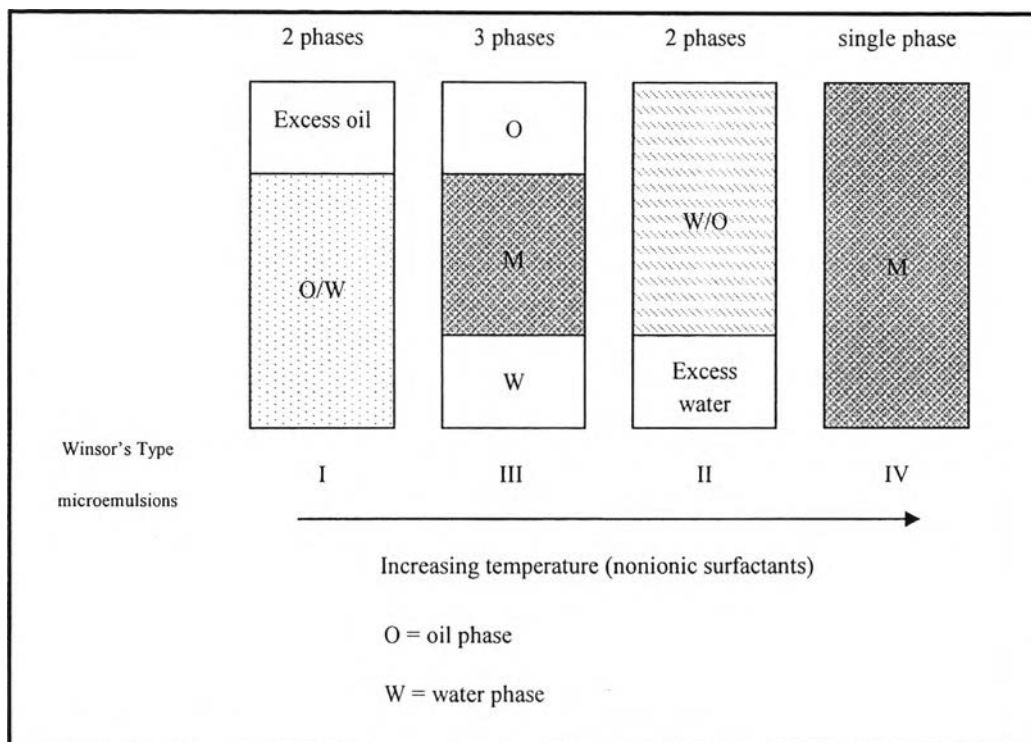 2 phases 3 phases 2 phases single phase
Excess oil
O/W
O
M
W
W/O
Excess
water
M
Winsor's Type
microemulsions
I III II IV
Increasing temperature (nonionic surfactants)
O = oil phase
W = water phase